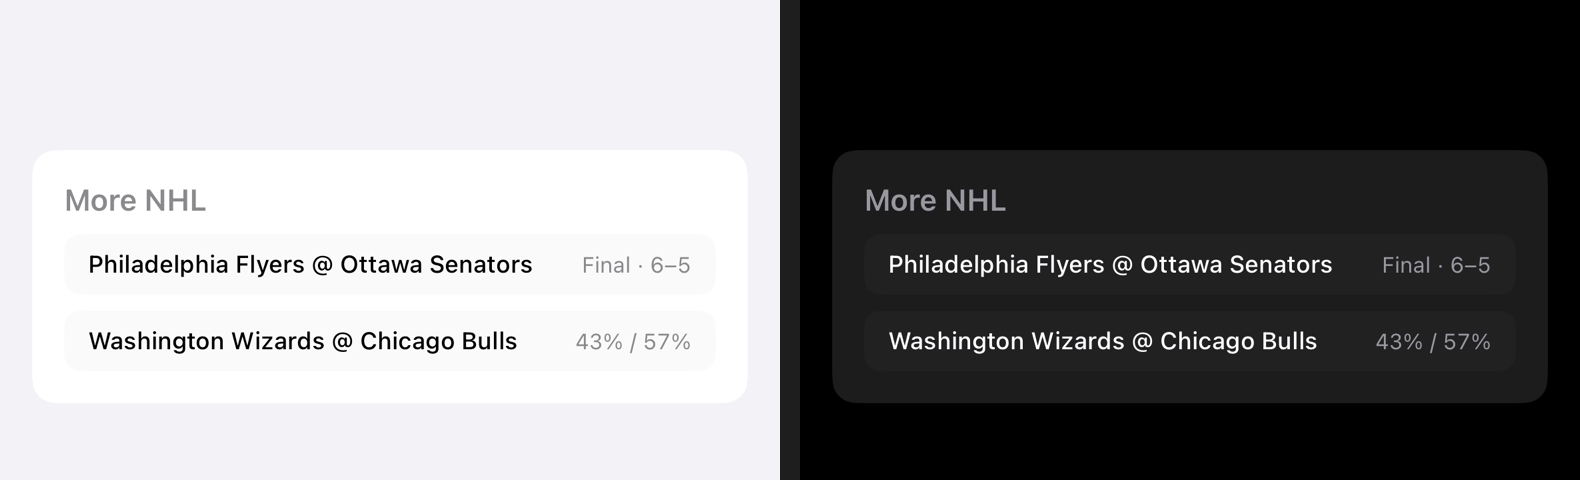 More NHL
Philadelphia Flyers @ Ottawa Senators Final · 6–5
Washington Wizards @ Chicago Bulls 43% / 57%
More NHL
Philadelphia Flyers @ Ottawa Senators Final · 6–5
Washington Wizards @ Chicago Bulls 43% / 57%